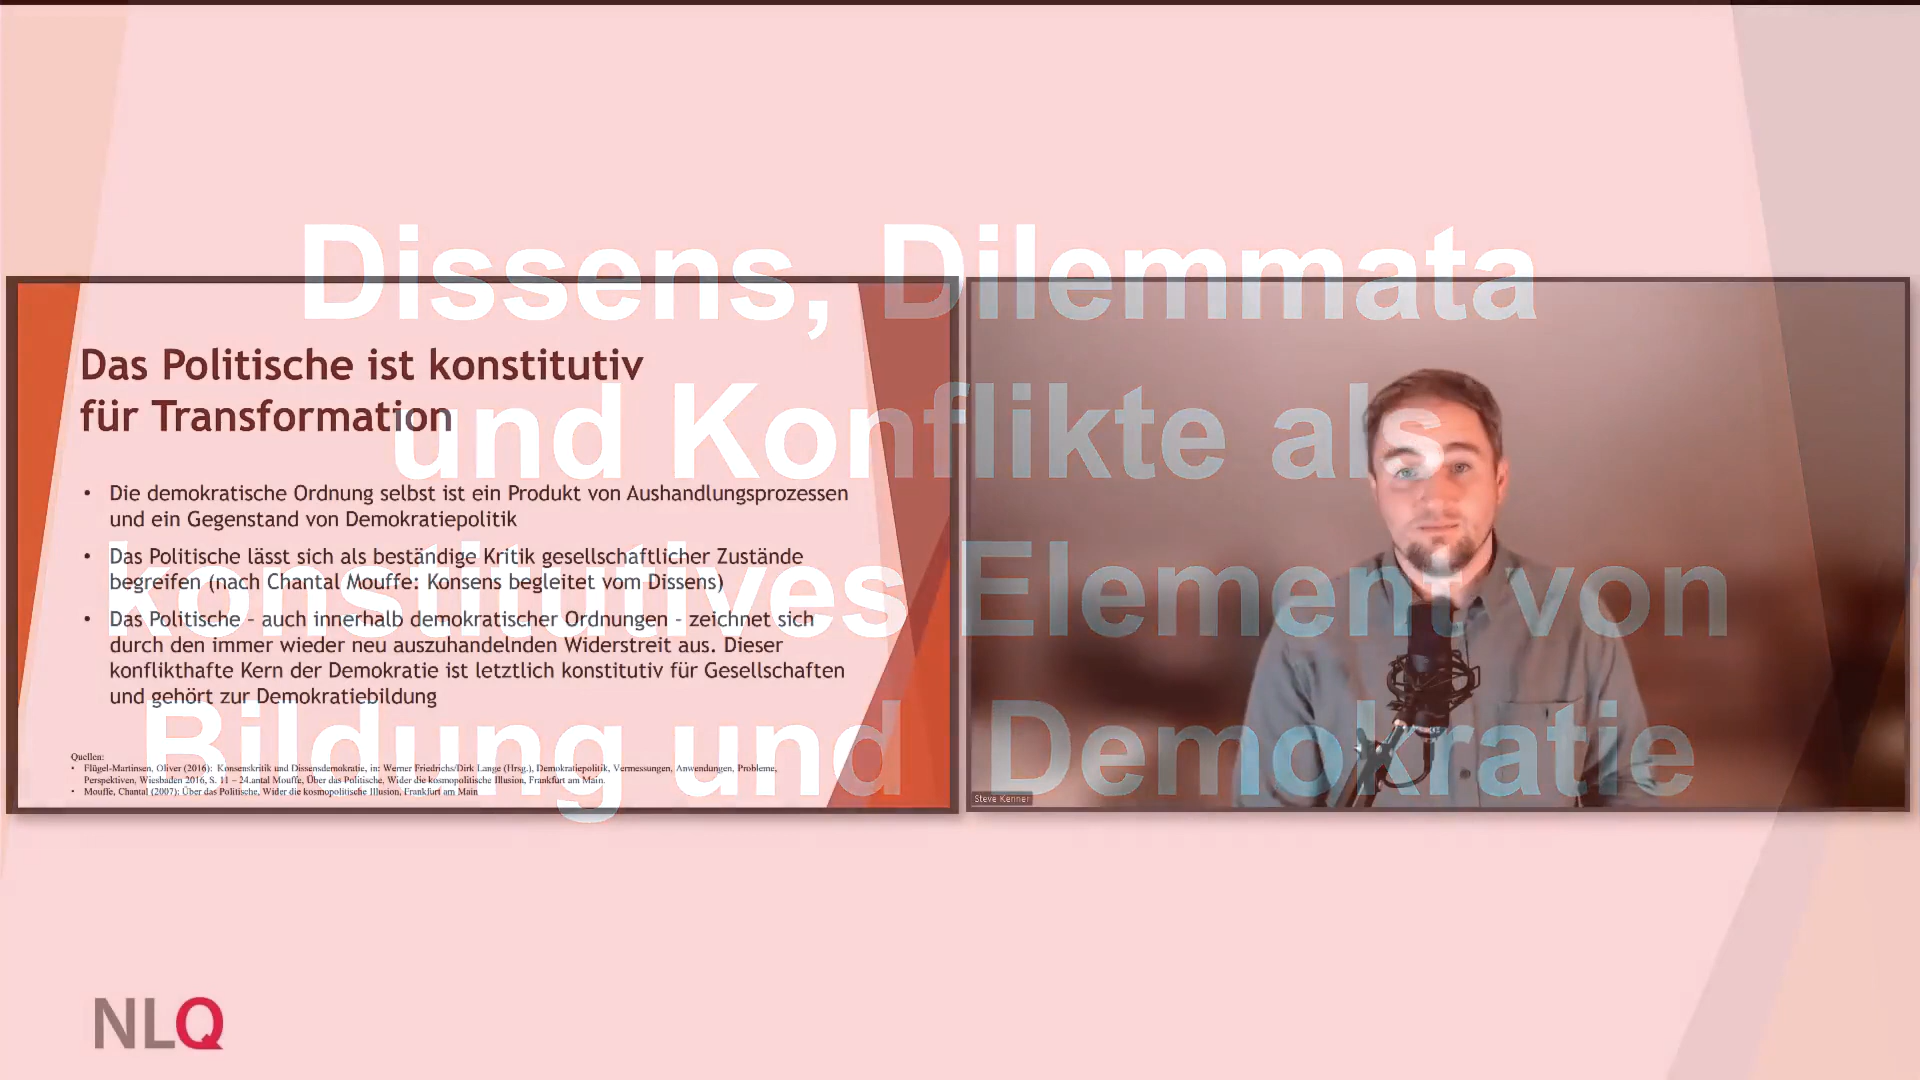 Dissens, Dilemmata
und Konflikte als
konstitutives Element von
Bildung und Demokratie
Das Politische ist konstitutiv
für Transformation
• Die demokratische Ordnung selbst ist ein Produkt von Aushandlungsprozessen
und ein Gegenstand von Demokratiepolitik
• Das Politische lässt sich als beständige Kritik gesellschaftlicher Zustände
begreifen (nach Chantal Mouffe: Konsens begleitet vom Dissens)
• Das Politische – auch innerhalb demokratischer Ordnungen – zeichnet sich
durch den immer wieder neu auszuhandelnden Widerstreit aus. Dieser
konflikthafte Kern der Demokratie ist letztlich konstitutiv für Gesellschaften
und gehört zur Demokratiebildung
Quellen:
• Flügel-Martinsen, Oliver (2016): Konsenskritik und Dissensdemokratie, in: Werner Friedrichs/Dirk Lange (Hrsg.), Demokratiepolitik, Vermessungen, Anwendungen, Probleme,
Perspektiven, Wiesbaden 2016, S. 11 – 24.antal Mouffe, Über das Politische, Wider die kosmopolitische Illusion, Frankfurt am Main.
• Mouffe, Chantal (2007): Über das Politische, Wider die kosmopolitische Illusion, Frankfurt am Main
Steve Kenner
NLQ